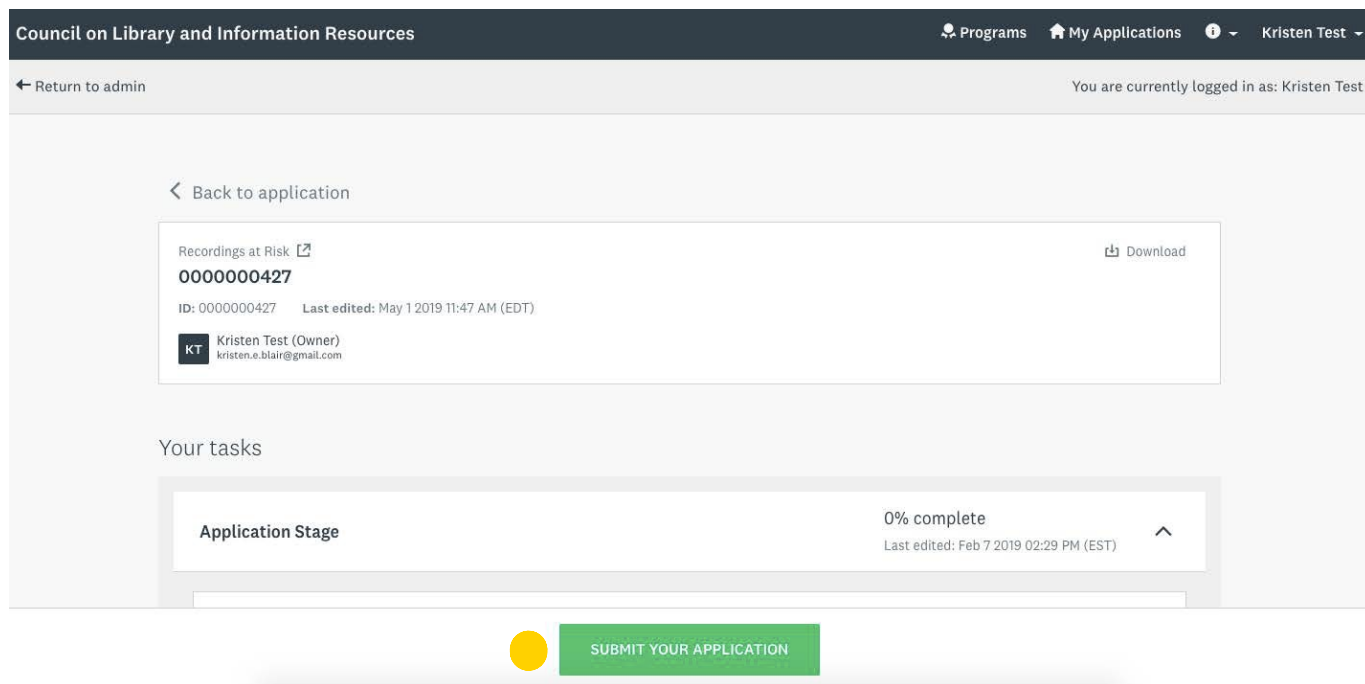 Council on Library and Information Resources Programs My Applications Kristen Test
Return to admin You are currently logged in as: Kristen Test
Back to application
Recordings at Risk Download
0000000427
ID: 0000000427 Last edited: May 1 2019 11:47 AM (EDT)
KT Kristen Test (Owner)
kristen.e.blair@gmail.com
Your tasks
Application Stage 0% complete
Last edited: Feb 7 2019 02:29 PM (EST)
SUBMIT YOUR APPLICATION